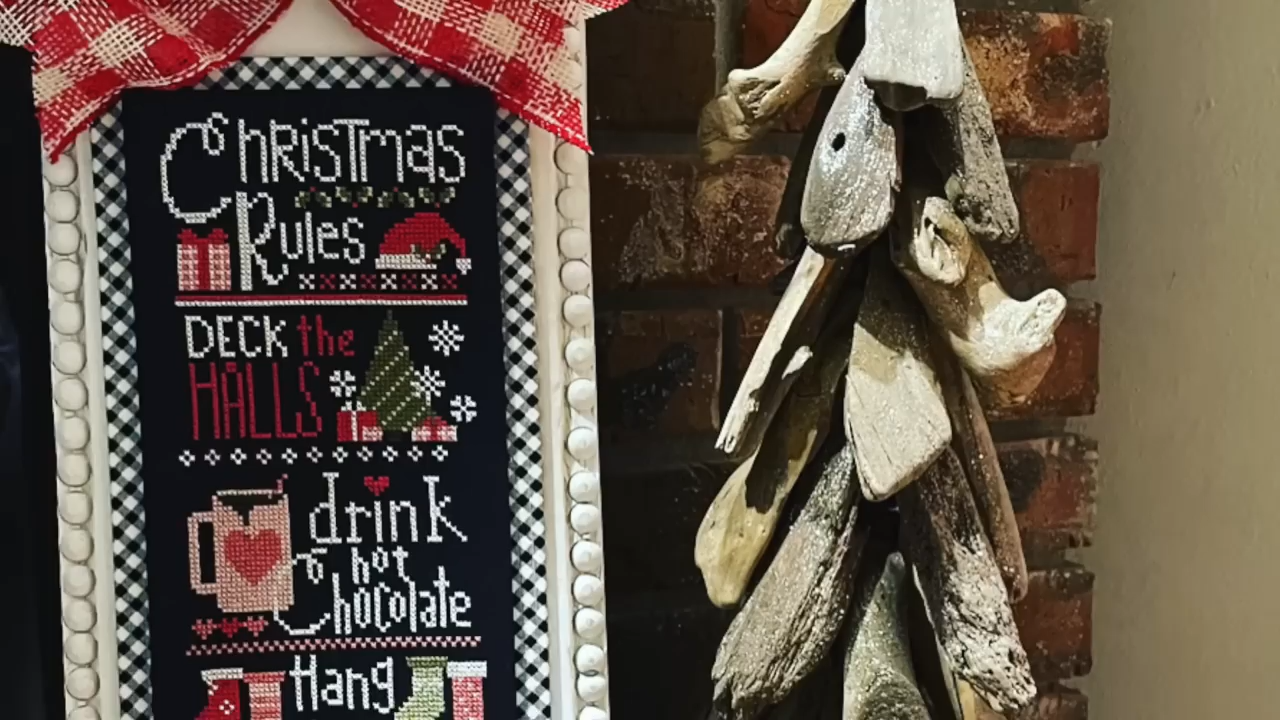 Christmas
Rules
DECK the
HALLS
drink
hot
Chocolate
Hang